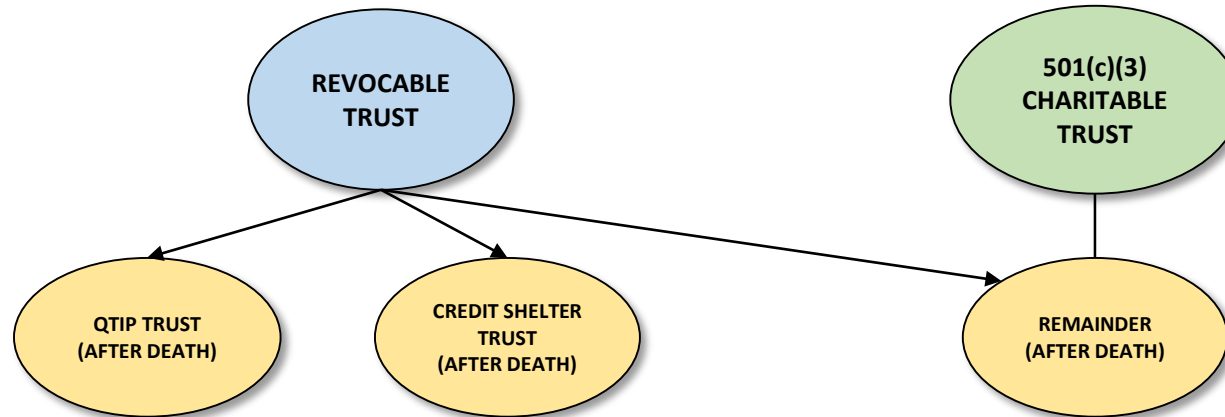 REVOCABLE
TRUST
501(c)(3)
CHARITABLE
TRUST
QTIP TRUST
(AFTER DEATH)
CREDIT SHELTER
TRUST
(AFTER DEATH)
REMAINDER
(AFTER DEATH)